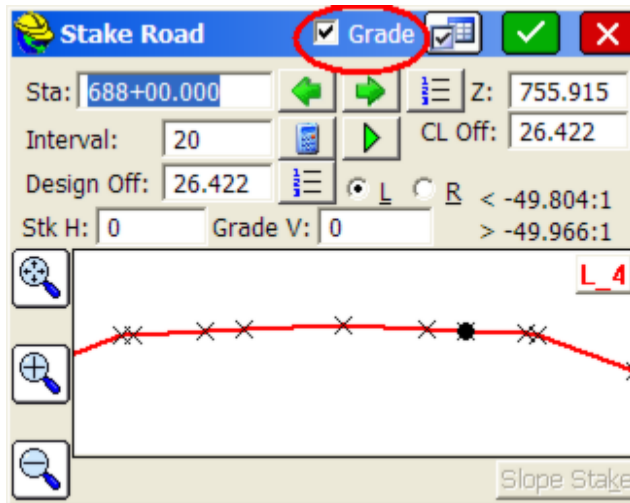 Stake Road Grade
Sta: 688+00.000 Z: 755.915
Interval: 20 CL Off: 26.422
Design Off: 26.422 L R < -49.804:1
Stk H: 0 Grade V: 0 > -49.966:1
L_4
Slope Stake